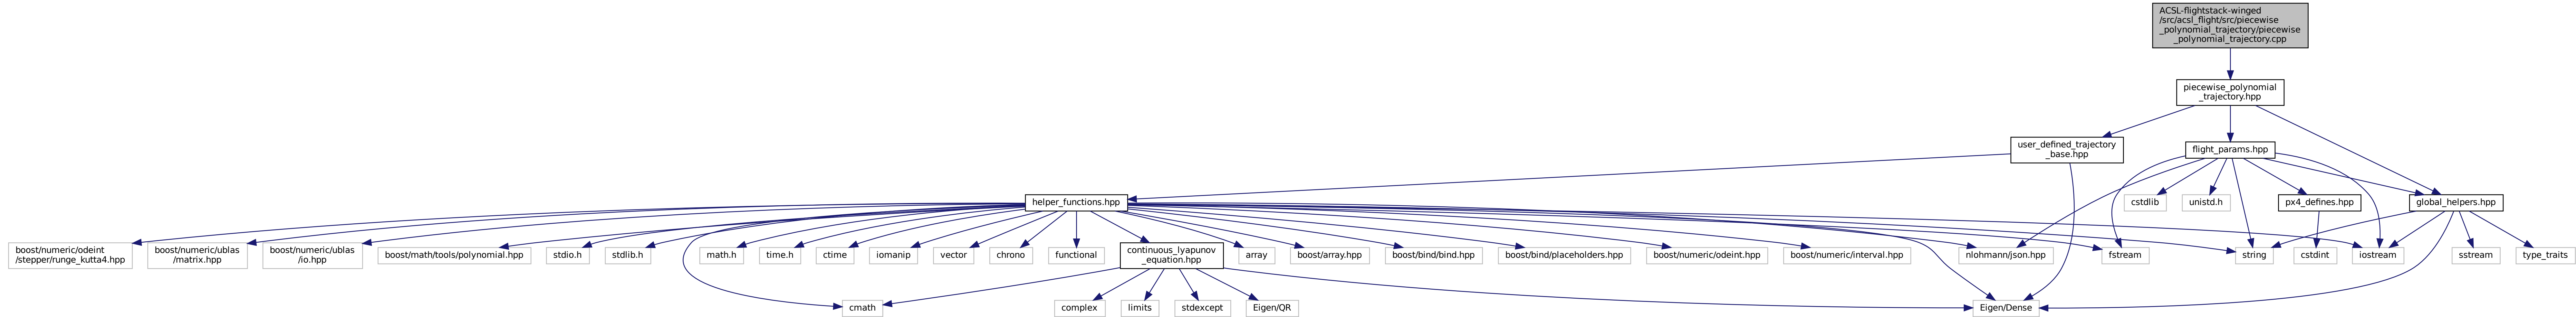 ACSL-flightstack-winged
/src/acsl_flight/src/piecewise
_polynomial_trajectory/piecewise
_polynomial_trajectory.cpp
piecewise_polynomial
_trajectory.hpp
user_defined_trajectory
_base.hpp
flight_params.hpp
helper_functions.hpp
cstdlib
unistd.h
px4_defines.hpp
global_helpers.hpp
boost/numeric/odeint
/stepper/runge_kutta4.hpp
boost/numeric/ublas
/matrix.hpp
boost/numeric/ublas
/io.hpp
boost/math/tools/polynomial.hpp
stdio.h
stdlib.h
math.h
time.h
ctime
iomanip
vector
chrono
functional
continuous_lyapunov
_equation.hpp
array
boost/array.hpp
boost/bind/bind.hpp
boost/bind/placeholders.hpp
boost/numeric/odeint.hpp
boost/numeric/interval.hpp
nlohmann/json.hpp
fstream
string
cstdint
iostream
sstream
type_traits
cmath
complex
limits
stdexcept
Eigen/QR
Eigen/Dense